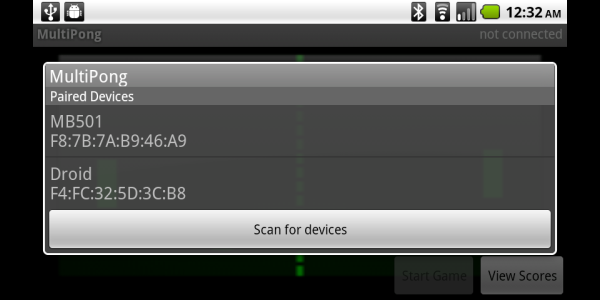 12:32 AM
MultiPong not connected
MultiPong
Paired Devices
MB501
F8:7B:7A:B9:46:A9
Droid
F4:FC:32:5D:3C:B8
Scan for devices
Start Game View Scores